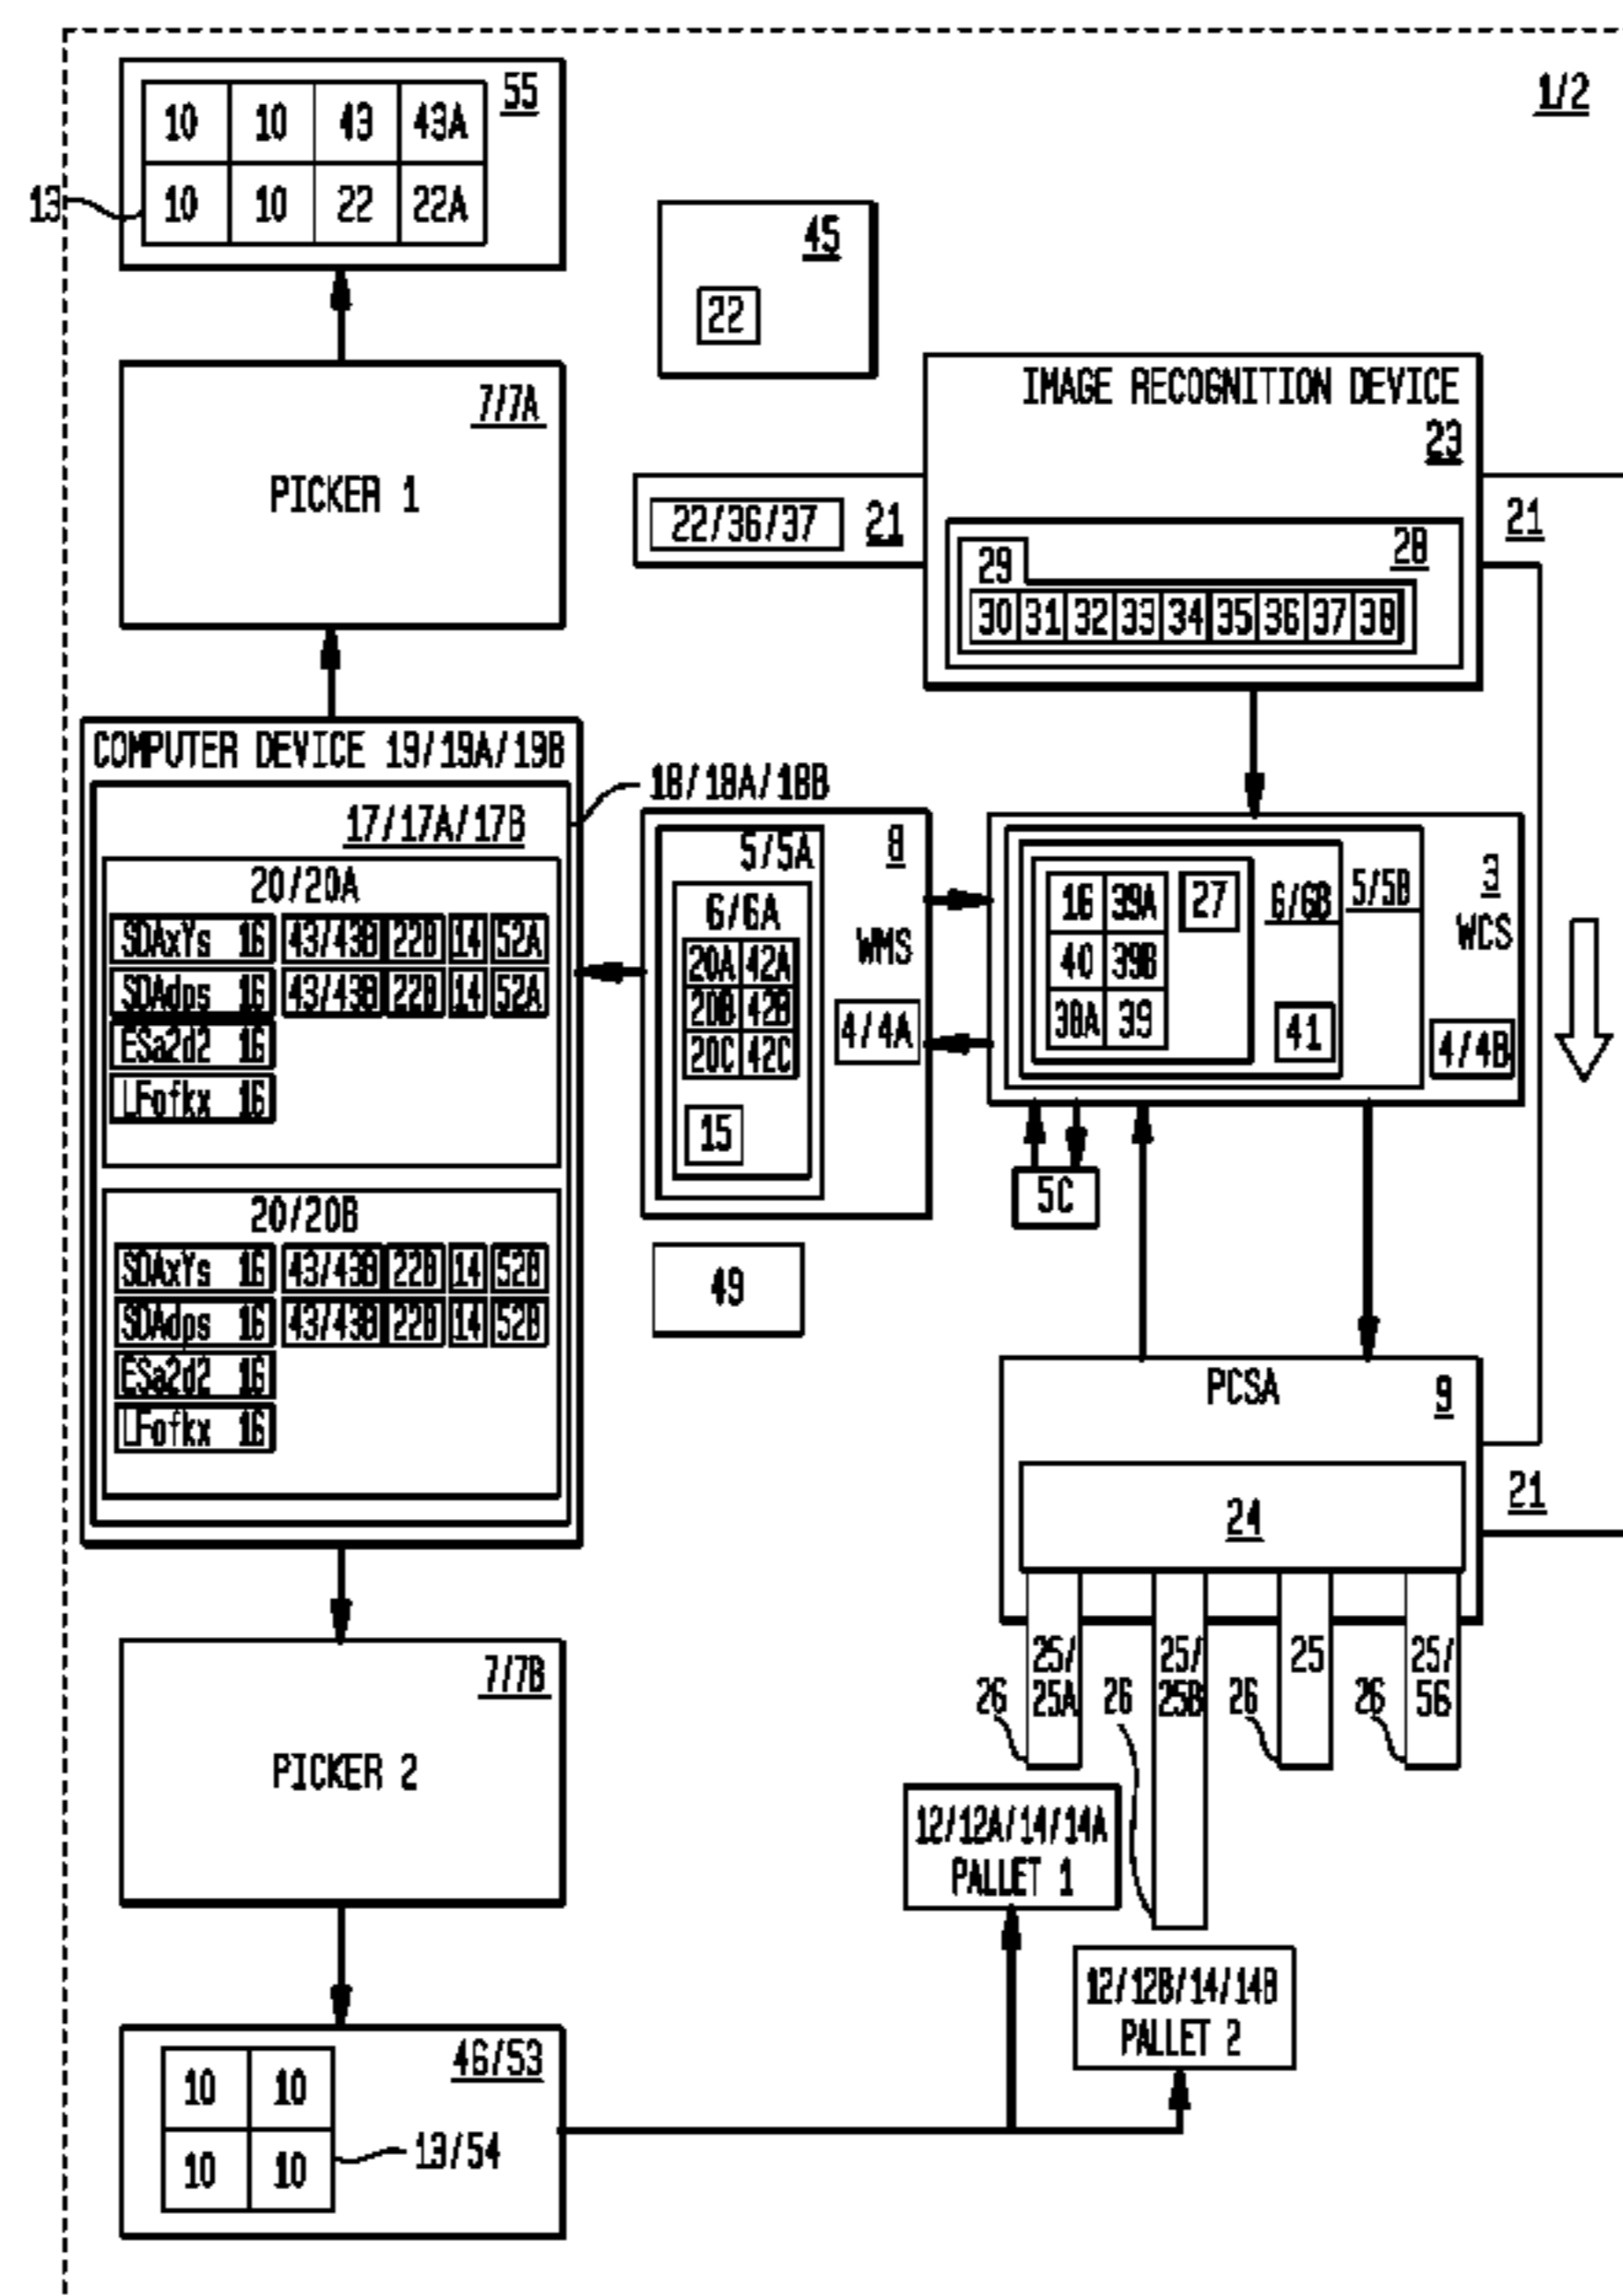 1/2
55
10 10 43 43A
10 10 22 22A
13
45
22
7/7A
PICKER 1
IMAGE RECOGNITION DEVICE
23
22/36/37 21
21
28
29
30 31 32 33 34 35 36 37 38
COMPUTER DEVICE 19/19A/19B
18/18A/18B
17/17A/17B
20/20A
SDAxYs 16 43/43B 22B 14 52A
SDAdps 16 43/43B 22B 14 52A
ESa2d2 16
LFofkx 16
20/20B
SDAxYs 16 43/43B 22B 14 52B
SDAdps 16 43/43B 22B 14 52B
ESa2d2 16
LFofkx 16
5/5A
8
6/6A
WMS
20A 42A
20B 42B
20C 42C
4/4A
15
49
3
WCS
5/5B
6/6B
27
16 39A
40 39B
38A 39
41
4/4B
5C
PCSA
9
24
21
25/
25A
25/
25B
25
25/
56
26
26
26
26
7/7B
PICKER 2
12/12A/14/14A
PALLET 1
12/12B/14/14B
PALLET 2
46/53
10 10
10 10
13/54